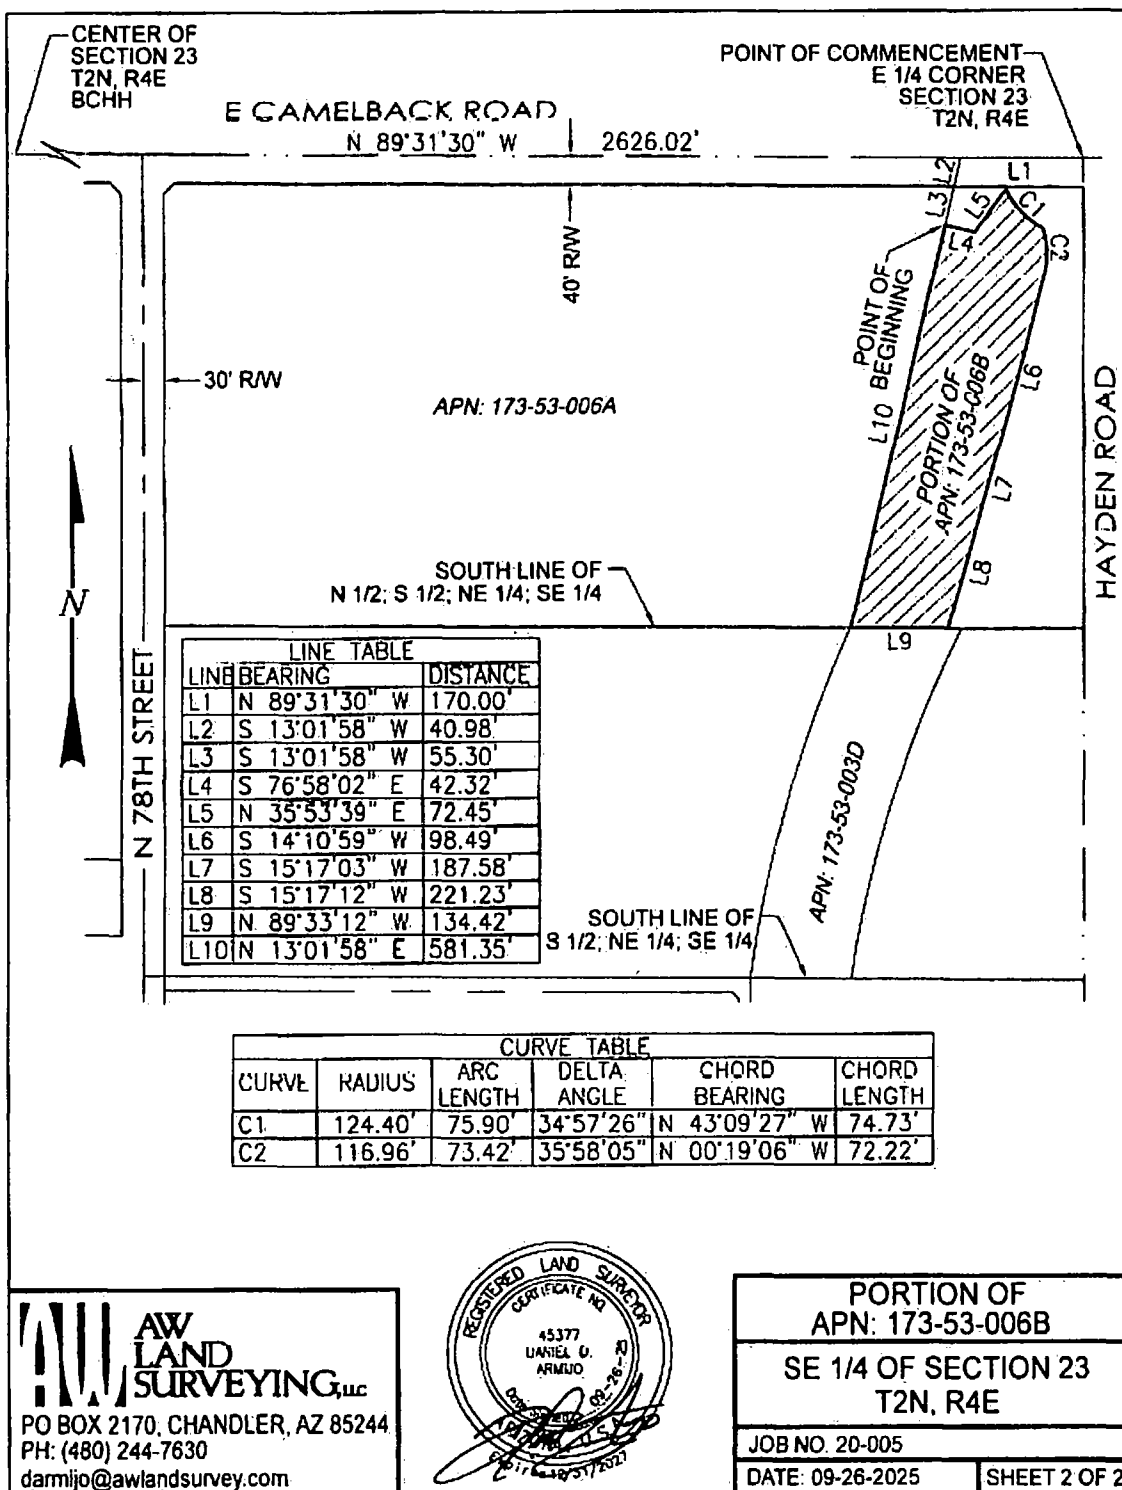 CENTER OF
SECTION 23
T2N, R4E
BCHH
POINT OF COMMENCEMENT
E 1/4 CORNER
SECTION 23
T2N, R4E
E CAMELBACK ROAD
N 89°31'30" W 2626.02'
L1
L2
L3
L4
L5
C1
C2
40' R/W
30' R/W
POINT OF
BEGINNING
APN: 173-53-006A
L10
PORTION OF
APN: 173-53-006B
L6
L7
L8
L9
HAYDEN ROAD
N
N 78TH STREET
SOUTH LINE OF
N 1/2; S 1/2; NE 1/4; SE 1/4
APN: 173-53-003D
SOUTH LINE OF
S 1/2; NE 1/4; SE 1/4
LINE TABLE
LINE BEARING DISTANCE
L1 N 89°31'30" W 170.00'
L2 S 13°01'58" W 40.98'
L3 S 13°01'58" W 55.30'
L4 S 76°58'02" E 42.32'
L5 N 35°53'39" E 72.45'
L6 S 14°10'59" W 98.49'
L7 S 15°17'03" W 187.58'
L8 S 15°17'12" W 221.23'
L9 N 89°33'12" W 134.42'
L10 N 13°01'58" E 581.35'
CURVE TABLE
CURVE RADIUS ARC LENGTH DELTA ANGLE CHORD BEARING CHORD LENGTH
C1 124.40' 75.90' 34°57'26" N 43°09'27" W 74.73'
C2 116.96' 73.42' 35°58'05" N 00°19'06" W 72.22'
AW
AW
LAND
SURVEYING,LLC
PO BOX 2170, CHANDLER, AZ 85244
PH: (480) 244-7630
darmijo@awlandsurvey.com
REGISTERED LAND SURVEYOR
CERTIFICATE NO.
45377
DANIEL D.
ARMIJO
09-26-20
ARIZONA, U.S.A.
Expires 12/31/2027
PORTION OF
APN: 173-53-006B
SE 1/4 OF SECTION 23
T2N, R4E
JOB NO. 20-005
DATE: 09-26-2025 SHEET 2 OF 2